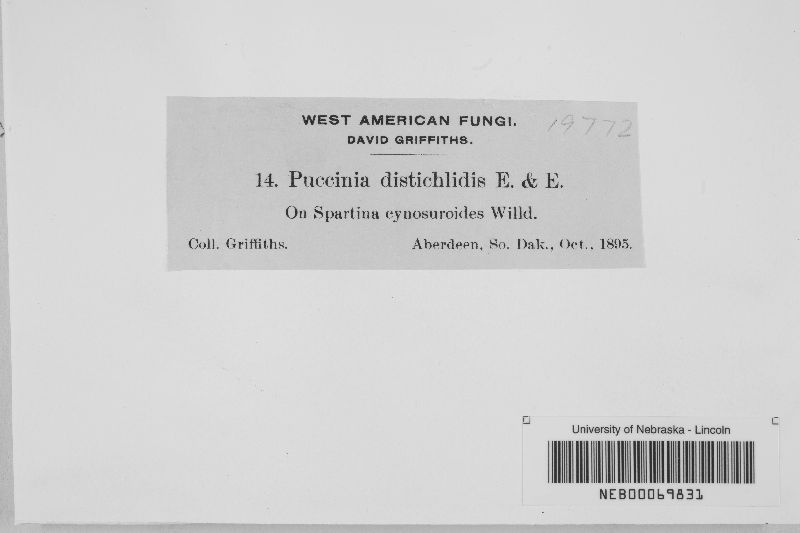 WEST AMERICAN FUNGI.
19772
DAVID GRIFFITHS.
14. Puccinia distichlidis E. & E.
On Spartina cynosuroides Willd.
Coll. Griffiths. Aberdeen, So. Dak., Oct., 1895.
University of Nebraska - Lincoln
NEB00069831